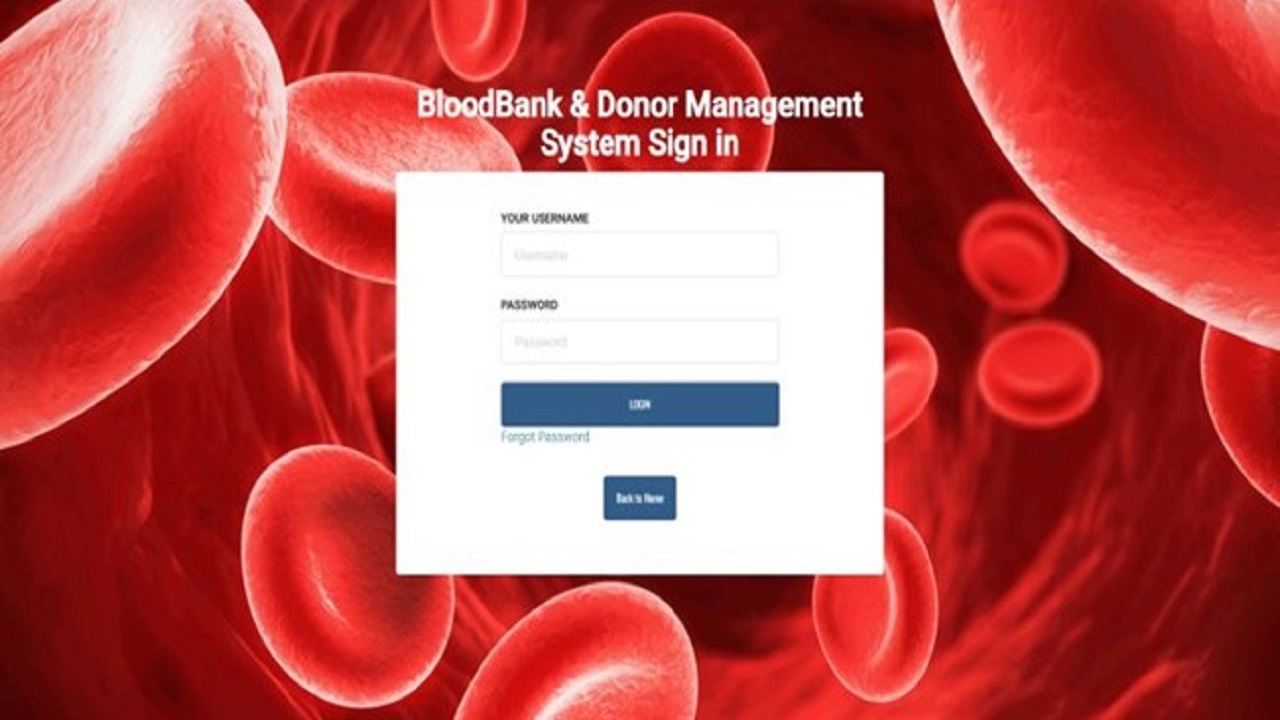 BloodBank & Donor Management
System Sign in
YOUR USERNAME
Username
PASSWORD
Password
LOGIN
Forgot Password
Back to Home